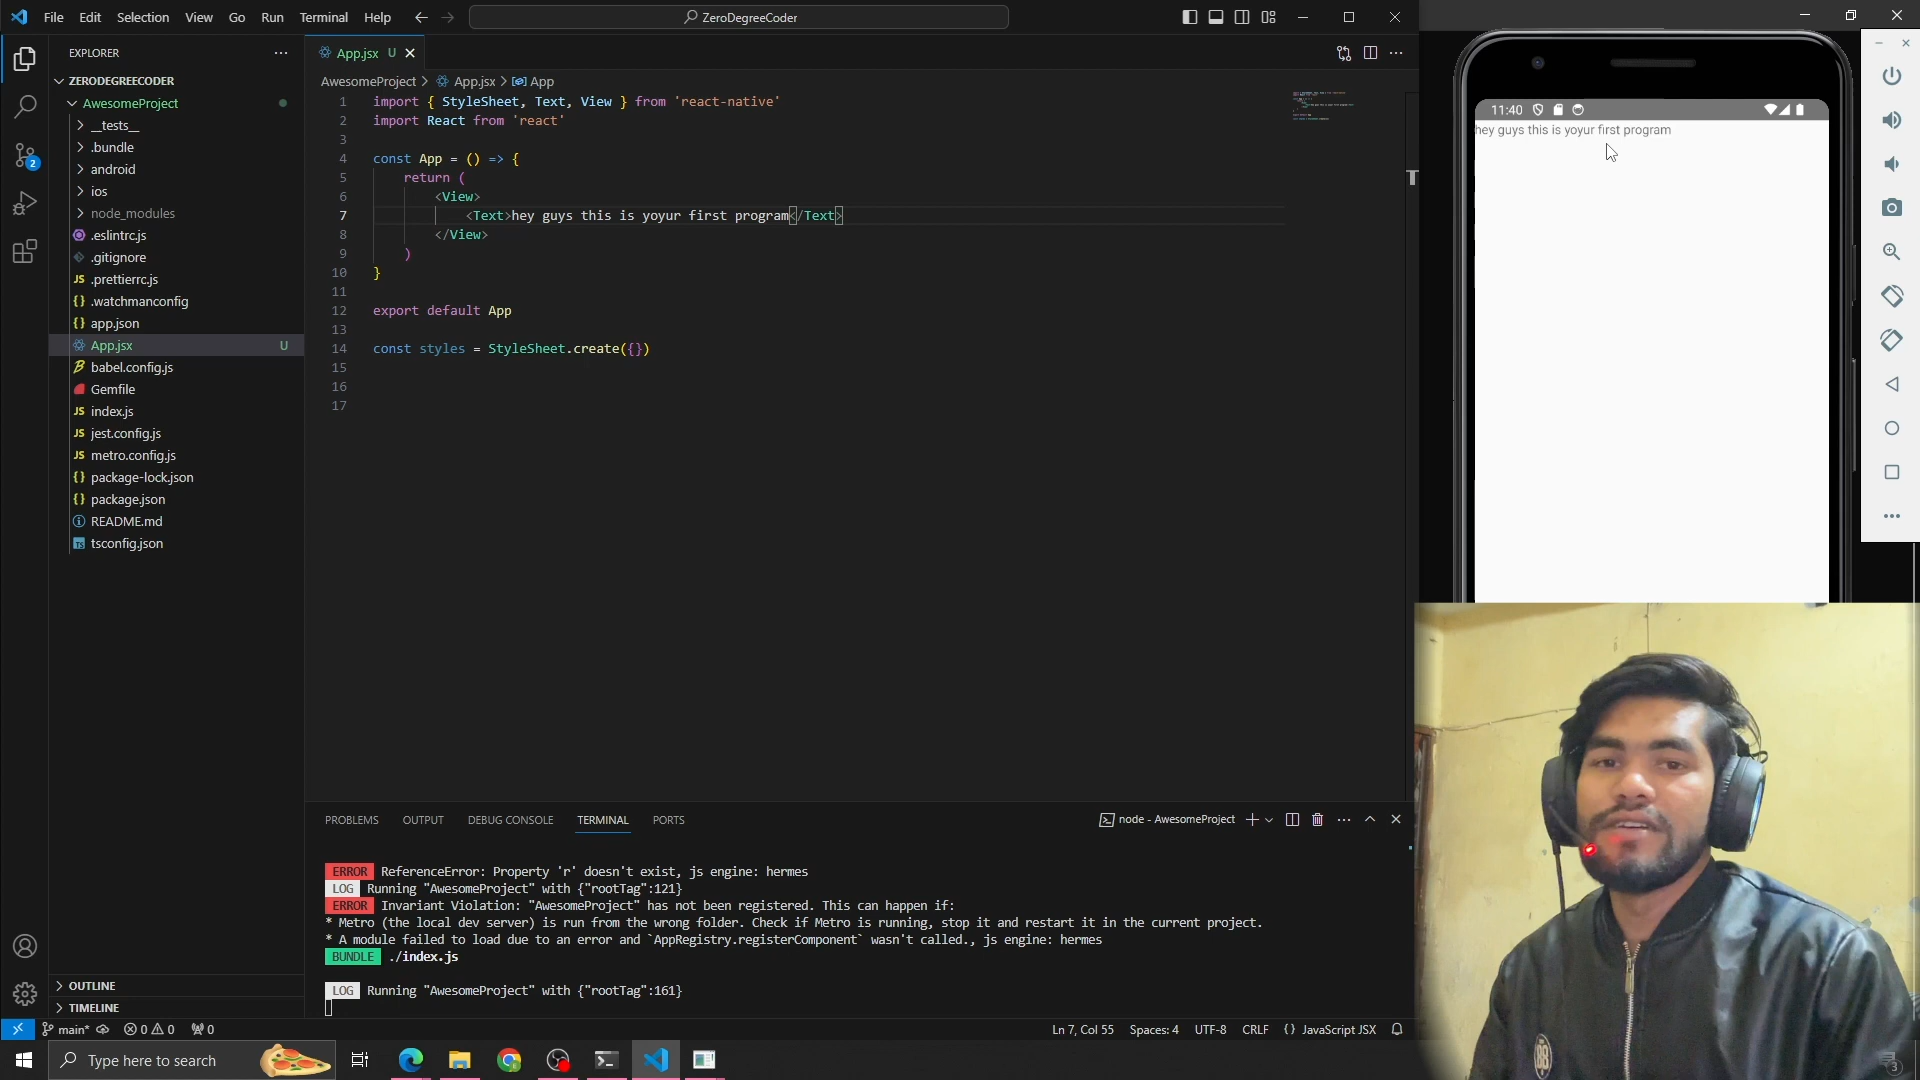 File Edit Selection View Go Run Terminal Help
ZeroDegreeCoder
EXPLORER
ZERODEGREECODER
AwesomeProject
__tests__
.bundle
android
ios
node_modules
.eslintrc.js
.gitignore
JS .prettierrc.js
{} .watchmanconfig
{} app.json
App.jsx U
babel.config.js
Gemfile
JS index.js
JS jest.config.js
JS metro.config.js
{} package-lock.json
{} package.json
README.md
TS tsconfig.json
OUTLINE
TIMELINE
2
App.jsx U
AwesomeProject > App.jsx > App
1 import { StyleSheet, Text, View } from 'react-native'
2 import React from 'react'
3
4 const App = () => {
5 return (
6 <View>
7 <Text>hey guys this is yoyur first program</Text>
8 </View>
9 )
10 }
11
12 export default App
13
14 const styles = StyleSheet.create({})
15
16
17
PROBLEMS OUTPUT DEBUG CONSOLE TERMINAL PORTS
node - AwesomeProject
ERROR ReferenceError: Property 'r' doesn't exist, js engine: hermes
LOG Running "AwesomeProject" with {"rootTag":121}
ERROR Invariant Violation: "AwesomeProject" has not been registered. This can happen if:
* Metro (the local dev server) is run from the wrong folder. Check if Metro is running, stop it and restart it in the current project.
* A module failed to load due to an error and `AppRegistry.registerComponent` wasn't called., js engine: hermes
BUNDLE ./index.js
LOG Running "AwesomeProject" with {"rootTag":161}
main* 0 0 0
Ln 7, Col 55 Spaces: 4 UTF-8 CRLF {} JavaScript JSX
Type here to search
11:40
hey guys this is yoyur first program
3